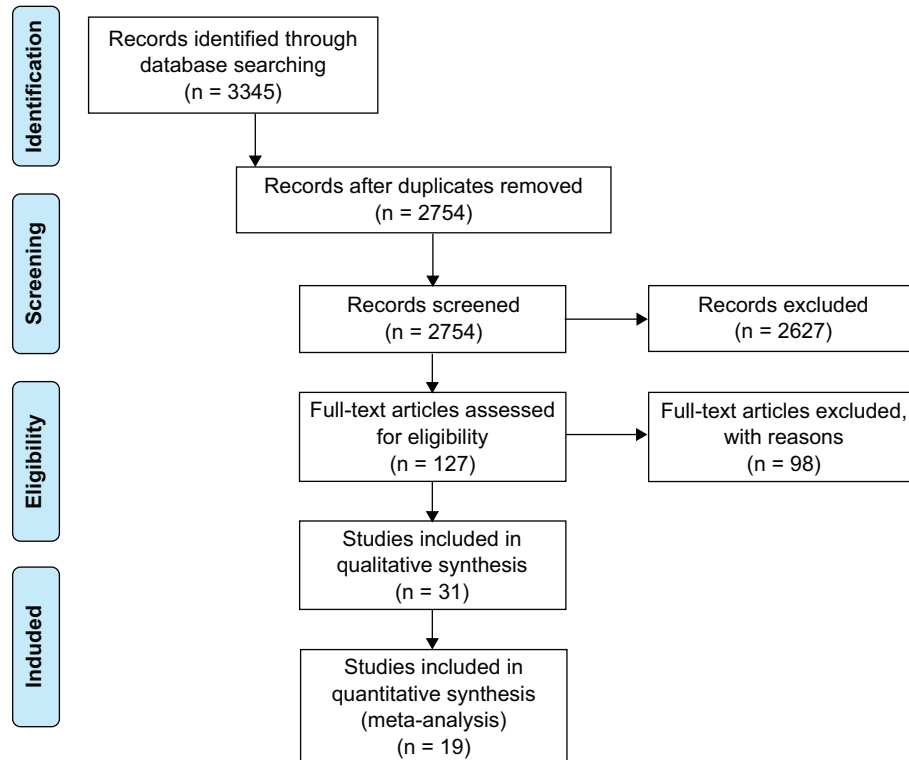 Identification
Records identified through
database searching
(n = 3345)
Records after duplicates removed
(n = 2754)
Screening
Records screened
(n = 2754)
Records excluded
(n = 2627)
Eligibility
Full-text articles assessed
for eligibility
(n = 127)
Full-text articles excluded,
with reasons
(n = 98)
Studies included in
qualitative synthesis
(n = 31)
Induded
Studies included in
quantitative synthesis
(meta-analysis)
(n = 19)